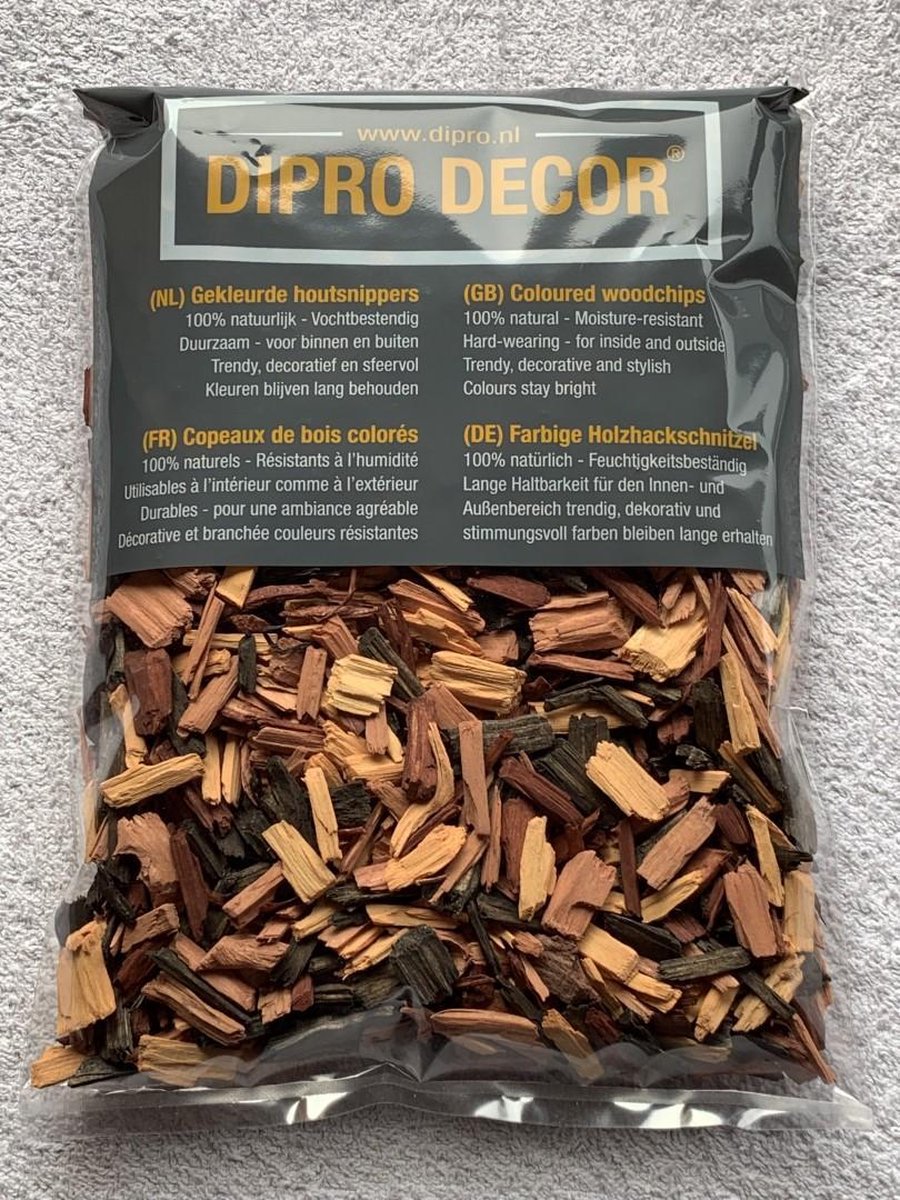 www.dipro.nl
DIPRO DECOR®
(NL) Gekleurde houtsnippers
100% natuurlijk - Vochtbestendig
Duurzaam - voor binnen en buiten
Trendy, decoratief en sfeervol
Kleuren blijven lang behouden
(GB) Coloured woodchips
100% natural - Moisture-resistant
Hard-wearing - for inside and outside
Trendy, decorative and stylish
Colours stay bright
(FR) Copeaux de bois colorés
100% naturels - Résistants à l'humidité
Utilisables à l'intérieur comme à l'extérieur
Durables - pour une ambiance agréable
Décorative et branchée couleurs résistantes
(DE) Farbige Holzhackschnitzel
100% natürlich - Feuchtigkeitsbeständig
Lange Haltbarkeit für den Innen- und
Außenbereich trendig, dekorativ und
stimmungsvoll farben bleiben lange erhalten